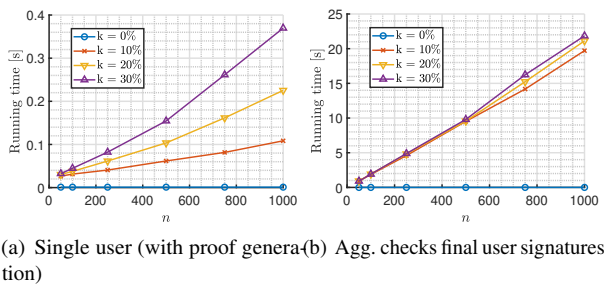 0.4
0.3
0.2
0.1
0
Running time [s]
k = 0%
k = 10%
k = 20%
k = 30%
0 200 400 600 800 1000
n
25
20
15
10
5
0
Running time [s]
k = 0%
k = 10%
k = 20%
k = 30%
0 200 400 600 800 1000
n
(a) Single user (with proof genera-
tion)
(b) Agg. checks final user signatures